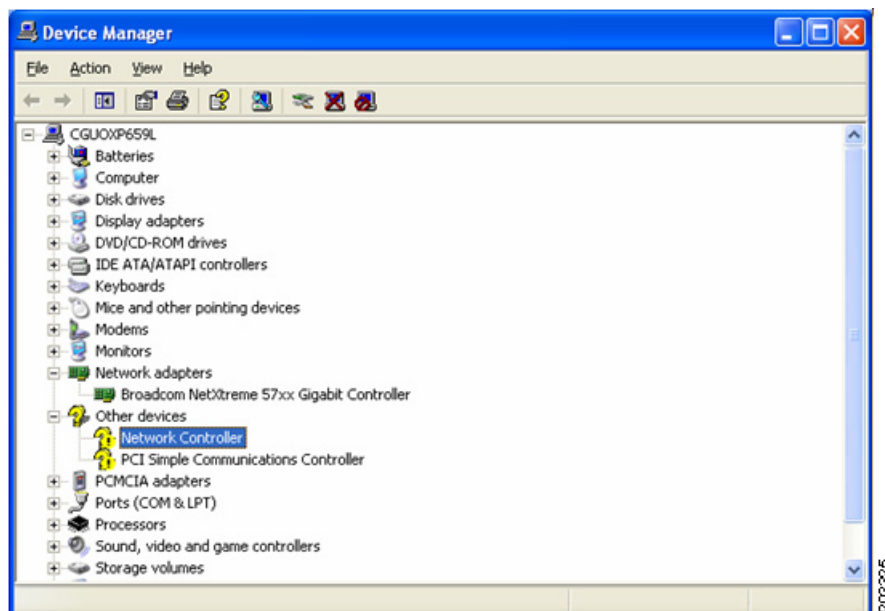 Device Manager
File Action View Help
CGUOXP659L
Batteries
Computer
Disk drives
Display adapters
DVD/CD-ROM drives
IDE ATA/ATAPI controllers
Keyboards
Mice and other pointing devices
Modems
Monitors
Network adapters
Broadcom NetXtreme 57xx Gigabit Controller
Other devices
Network Controller
PCI Simple Communications Controller
PCMCIA adapters
Ports (COM & LPT)
Processors
Sound, video and game controllers
Storage volumes